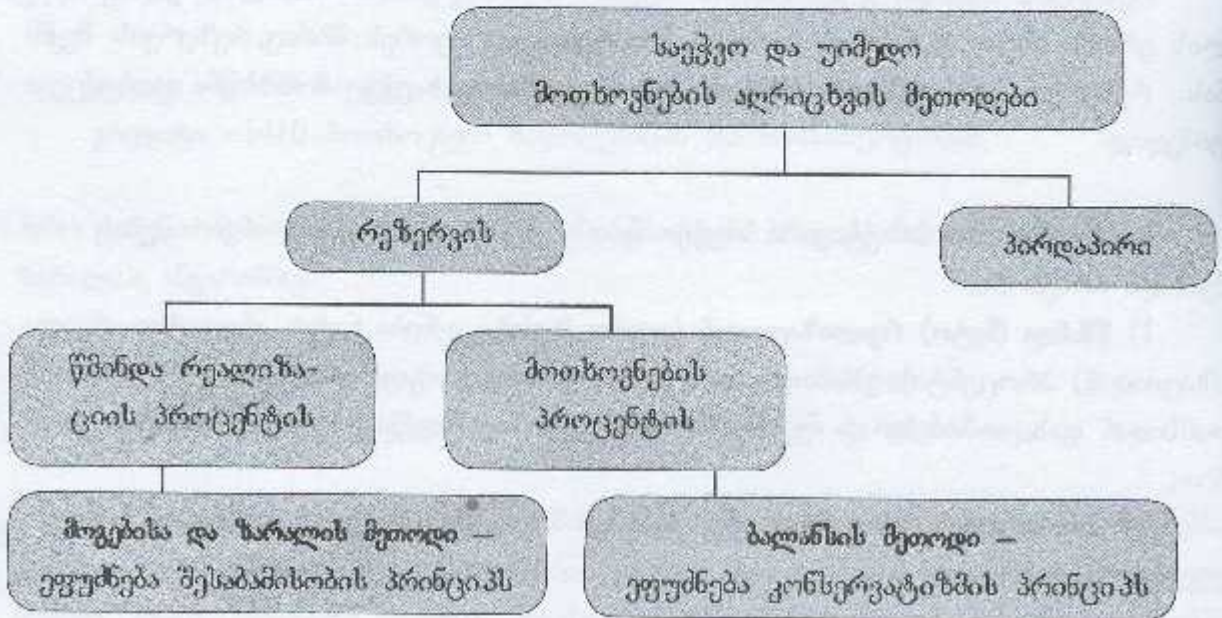 საეჭვო და უიმედო
მოთხოვნების აღრიცხვის მეთოდები
რეზერვის
პირდაპირი
წმინდა რეალიზა-
ციის პროცენტის
მოთხოვნების
პროცენტის
მოგებისა და ზარალის მეთოდი –
ეფუძნება შესაბამისობის პრინციპს
ბალანსის მეთოდი –
ეფუძნება კონსერვატიზმის პრინციპს